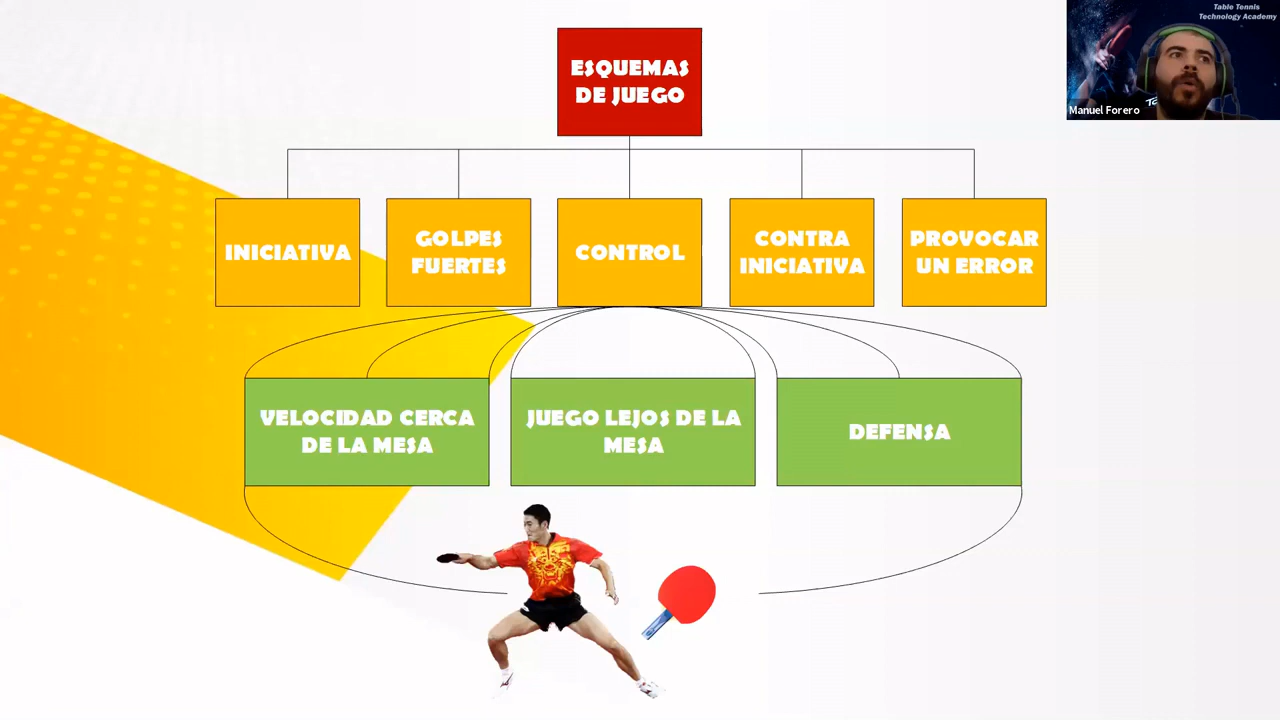 Table Tennis
Technology Academy
Manuel Forero
ESQUEMAS
DE JUEGO
INICIATIVA
GOLPES
FUERTES
CONTROL
CONTRA
INICIATIVA
PROVOCAR
UN ERROR
VELOCIDAD CERCA
DE LA MESA
JUEGO LEJOS DE LA
MESA
DEFENSA